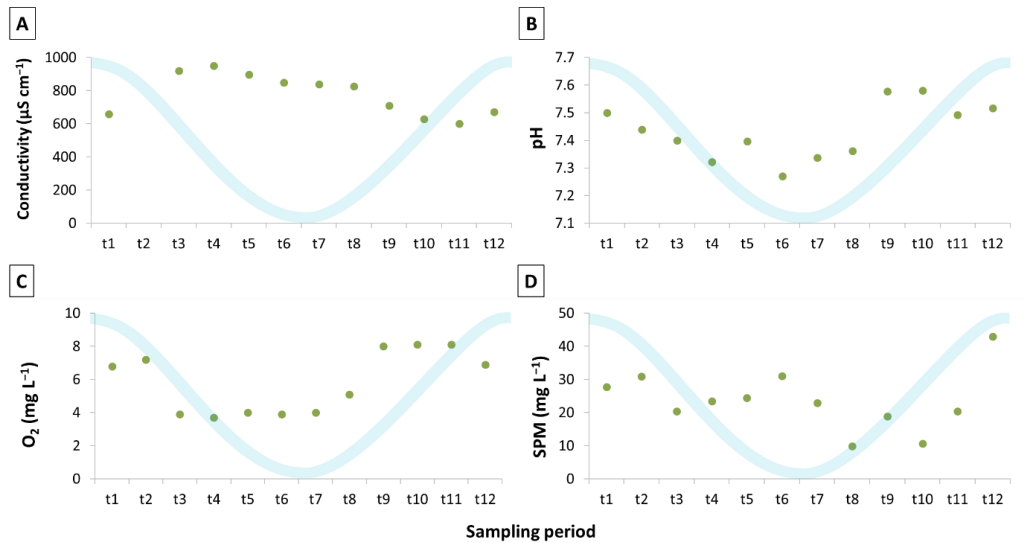 A
Conductivity (µS cm⁻¹)
1000
800
600
400
200
0
t1 t2 t3 t4 t5 t6 t7 t8 t9 t10 t11 t12
B
pH
7.7
7.6
7.5
7.4
7.3
7.2
7.1
t1 t2 t3 t4 t5 t6 t7 t8 t9 t10 t11 t12
C
O₂ (mg L⁻¹)
10
8
6
4
2
0
t1 t2 t3 t4 t5 t6 t7 t8 t9 t10 t11 t12
D
SPM (mg L⁻¹)
50
40
30
20
10
0
t1 t2 t3 t4 t5 t6 t7 t8 t9 t10 t11 t12
Sampling period